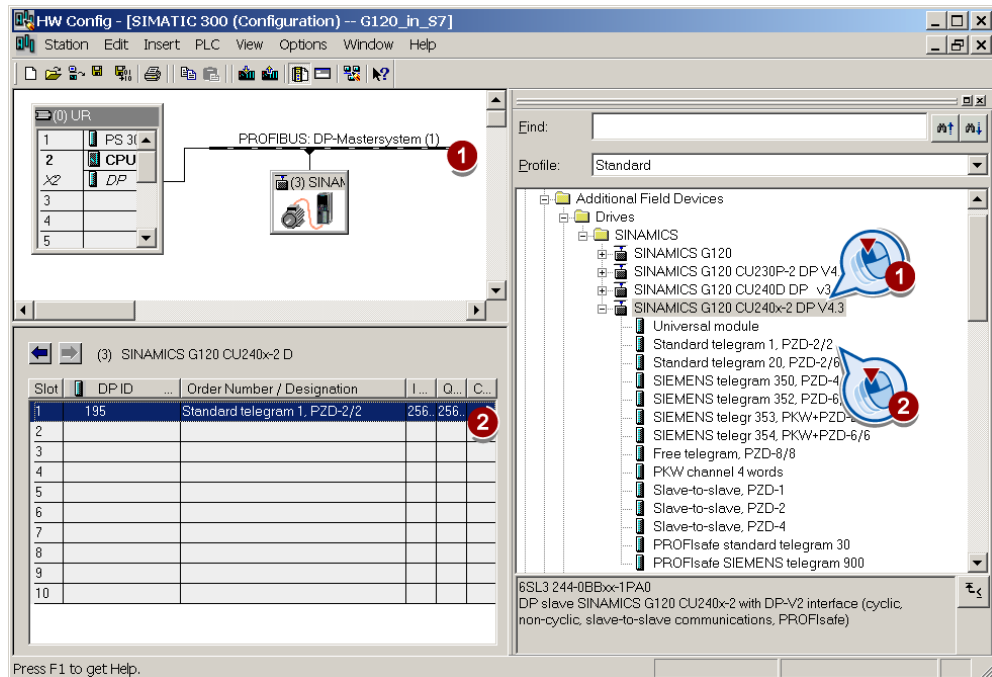 HW Config - [SIMATIC 300 (Configuration) -- G120_in_S7]
Station Edit Insert PLC View Options Window Help
(0) UR
1 PS 3
2 CPU
X2 DP
3
4
5
PROFIBUS: DP-Mastersystem (1)
1
(3) SINAM
(3) SINAMICS G120 CU240x-2 D
Slot DP ID ... Order Number / Designation I... Q... C...
1 195 Standard telegram 1, PZD-2/2 256.. 256..
2
2
3
4
5
6
7
8
9
10
Find:
Profile: Standard
Additional Field Devices
Drives
SINAMICS
SINAMICS G120
SINAMICS G120 CU230P-2 DP V4.
SINAMICS G120 CU240D DP v3
1
SINAMICS G120 CU240x-2 DP V4.3
Universal module
Standard telegram 1, PZD-2/2
Standard telegram 20, PZD-2/6
SIEMENS telegram 350, PZD-4
SIEMENS telegram 352, PZD-6
2
SIEMENS telegr 353, PKW+PZD-
SIEMENS telegr 354, PKW+PZD-6/6
Free telegram, PZD-8/8
PKW channel 4 words
Slave-to-slave, PZD-1
Slave-to-slave, PZD-2
Slave-to-slave, PZD-4
PROFIsafe standard telegram 30
PROFIsafe SIEMENS telegram 900
6SL3 244-0BBxx-1PA0
DP slave SINAMICS G120 CU240x-2 with DP-V2 interface (cyclic,
non-cyclic, slave-to-slave communications, PROFIsafe)
Press F1 to get Help.